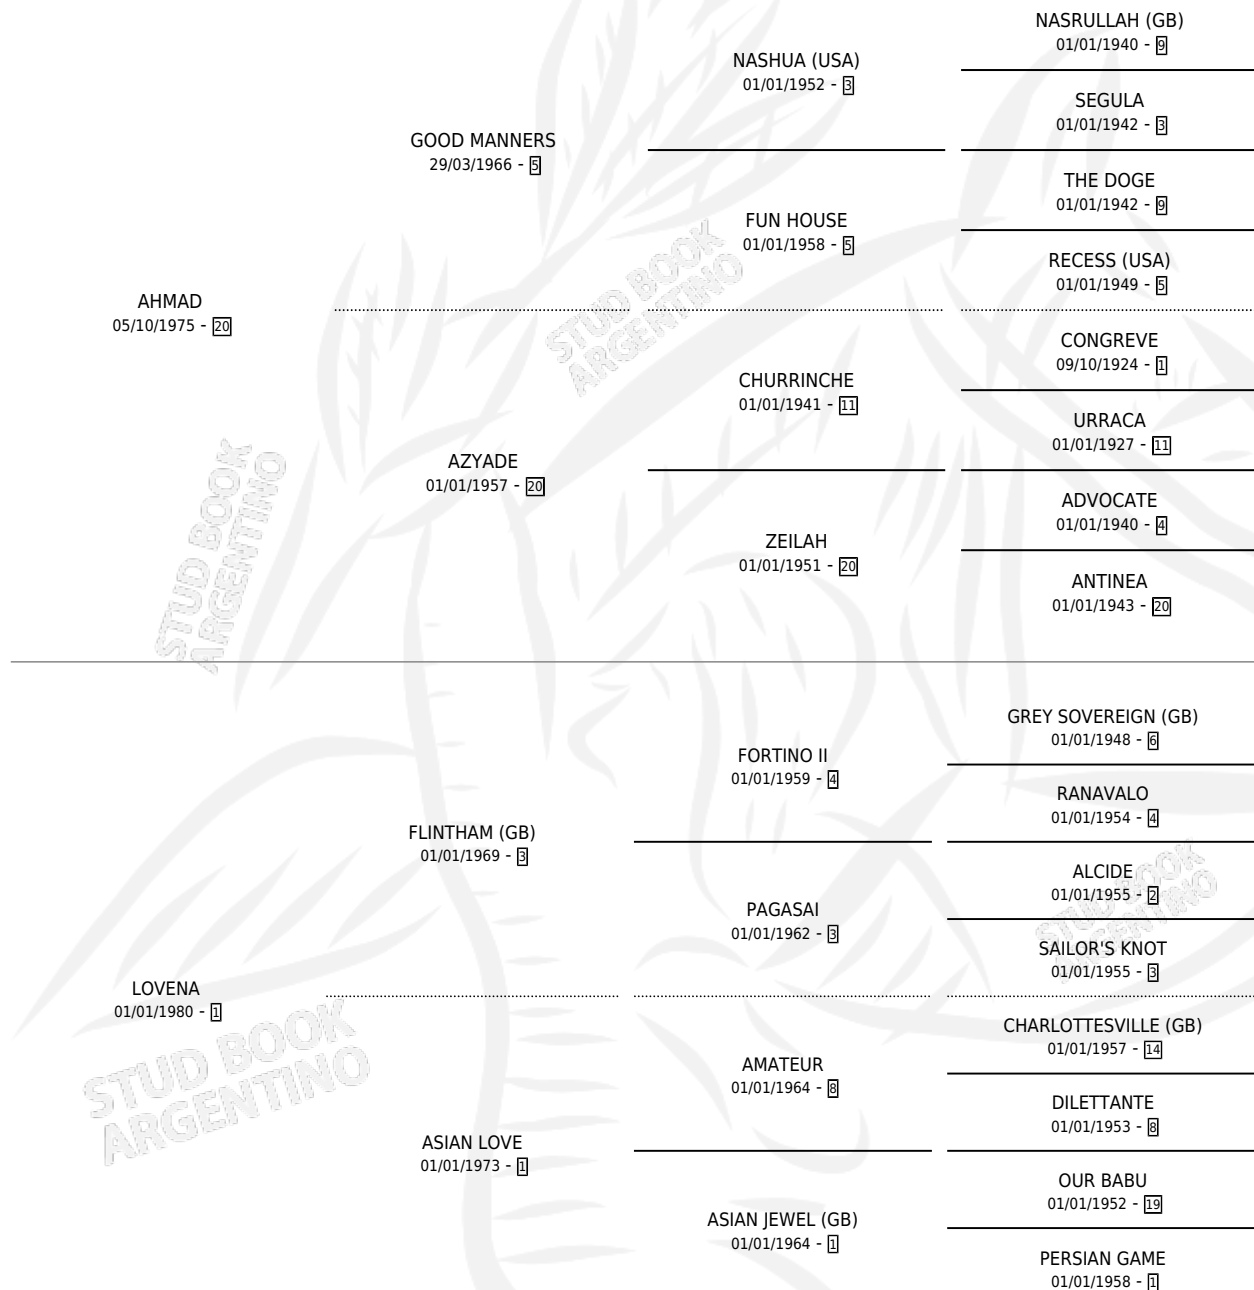 NASRULLAH (GB)
01/01/1940 - 9
NASHUA (USA)
01/01/1952 - 3
SEGULA
01/01/1942 - 3
GOOD MANNERS
29/03/1966 - 5
THE DOGE
01/01/1942 - 9
FUN HOUSE
01/01/1958 - 5
RECESS (USA)
01/01/1949 - 5
AHMAD
05/10/1975 - 20
CONGREVE
09/10/1924 - 1
CHURRINCHE
01/01/1941 - 11
URRACA
01/01/1927 - 11
AZYADE
01/01/1957 - 20
ADVOCATE
01/01/1940 - 4
ZEILAH
01/01/1951 - 20
ANTINEA
01/01/1943 - 20
STUD BOOK
ARGENTINO
STUD BOOK
ARGENTINO
GREY SOVEREIGN (GB)
01/01/1948 - 6
FORTINO II
01/01/1959 - 4
RANAVALO
01/01/1954 - 4
FLINTHAM (GB)
01/01/1969 - 3
ALCIDE
01/01/1955 - 2
PAGASAI
01/01/1962 - 3
SAILOR'S KNOT
01/01/1955 - 3
STUD BOOK
ARGENTINO
LOVENA
01/01/1980 - 1
CHARLOTTESVILLE (GB)
01/01/1957 - 14
AMATEUR
01/01/1964 - 8
DILETTANTE
01/01/1953 - 8
ASIAN LOVE
01/01/1973 - 1
OUR BABU
01/01/1952 - 19
ASIAN JEWEL (GB)
01/01/1964 - 1
PERSIAN GAME
01/01/1958 - 1
STUD BOOK
ARGENTINO